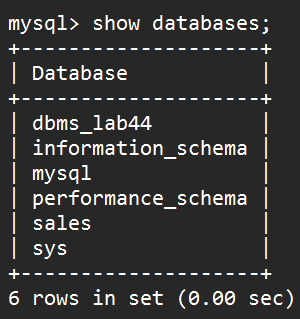 mysql> show databases;
+--------------------+
| Database           |
+--------------------+
| dbms_lab44         |
| information_schema |
| mysql              |
| performance_schema |
| sales              |
| sys                |
+--------------------+
6 rows in set (0.00 sec)